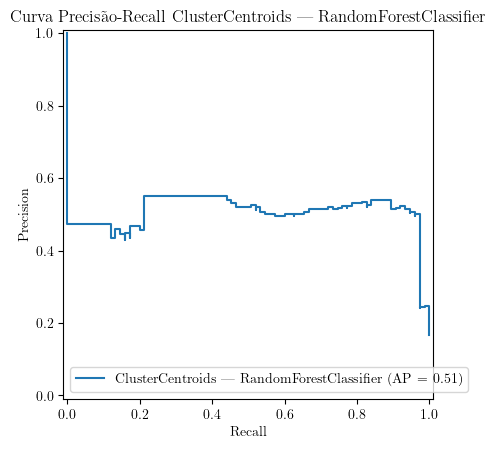 Curva Precisão-Recall ClusterCentroids — RandomForestClassifier
1.0
0.8
0.6
0.4
0.2
0.0
Precision
ClusterCentroids — RandomForestClassifier (AP = 0.51)
0.0 0.2 0.4 0.6 0.8 1.0
Recall